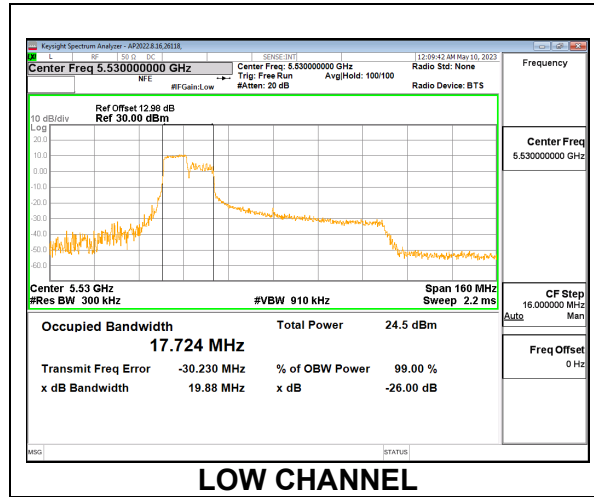 Keysight Spectrum Analyzer - AP2022.8.16,26118,
L RF 50 Ω DC SENSE:INT 12:09:42 AM May 10, 2023
Center Freq 5.530000000 GHz Center Freq: 5.530000000 GHz Radio Std: None
NFE Trig: Free Run Avg|Hold: 100/100
#IFGain:Low #Atten: 20 dB Radio Device: BTS
Frequency
Ref Offset 12.98 dB
10 dB/div Ref 30.00 dBm
Log
20.0
10.0
0.00
-10.0
-20.0
-30.0
-40.0
-50.0
-60.0
Center Freq
5.530000000 GHz
Center 5.53 GHz Span 160 MHz
#Res BW 300 kHz #VBW 910 kHz Sweep 2.2 ms
CF Step
16.000000 MHz
Auto Man
Occupied Bandwidth Total Power 24.5 dBm
17.724 MHz
Transmit Freq Error -30.230 MHz % of OBW Power 99.00 %
x dB Bandwidth 19.88 MHz x dB -26.00 dB
Freq Offset
0 Hz
MSG STATUS
LOW CHANNEL